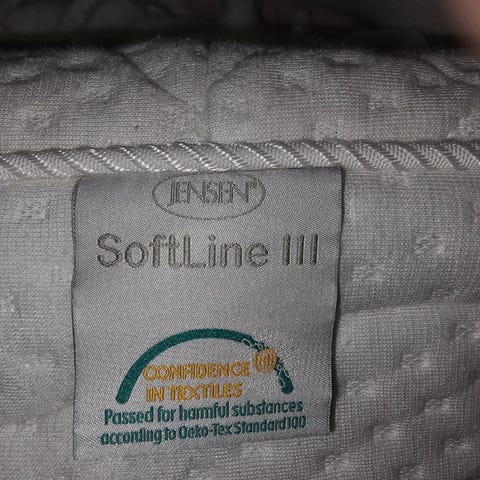 JENSEN®
SoftLine III
CONFIDENCE
IN TEXTILES
Passed for harmful substances
according to Oeko-Tex Standard 100